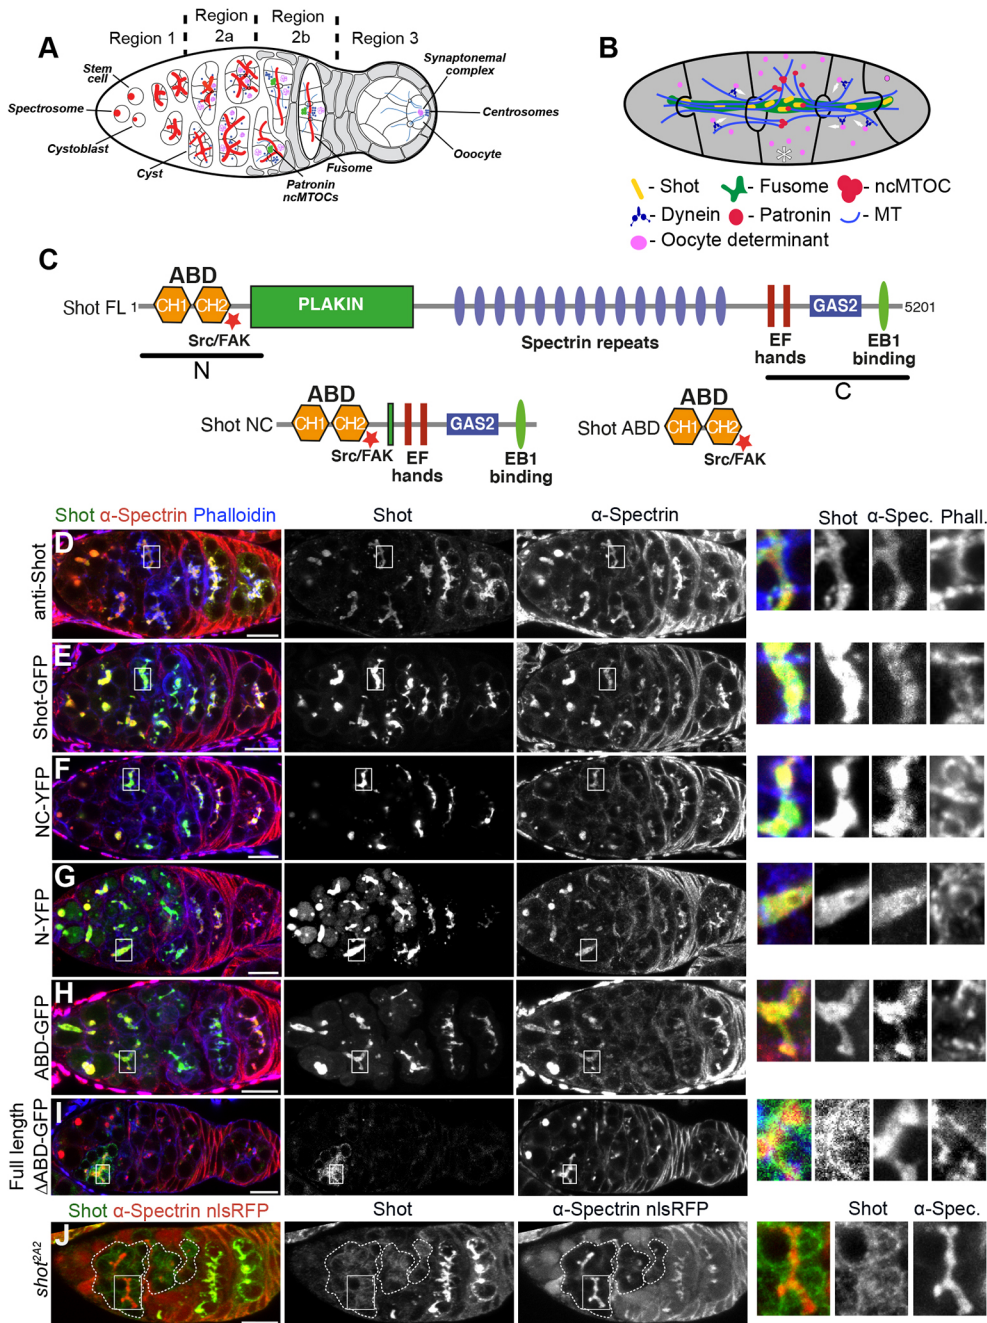 A
Region 1
Region 2a
Region 2b
Region 3
Stem cell
Spectrosome
Cystoblast
Cyst
Patronin ncMTOCs
Fusome
Synaptonemal complex
Centrosomes
Ooocyte
B
- Shot
- Fusome
- ncMTOC
- Dynein
- Patronin
- MT
- Oocyte determinant
C
Shot FL 1
ABD
CH1 CH2
Src/FAK
N
PLAKIN
Spectrin repeats
EF hands
GAS2
EB1 binding
5201
C
Shot NC
ABD
CH1 CH2
Src/FAK
EF hands
GAS2
EB1 binding
Shot ABD
ABD
CH1 CH2
Src/FAK
Shot α-Spectrin Phalloidin
Shot
α-Spectrin
Shot α-Spec. Phall.
D
anti-Shot
E
Shot-GFP
F
NC-YFP
G
N-YFP
H
ABD-GFP
I
Full length
ΔABD-GFP
Shot α-Spectrin nlsRFP
Shot
α-Spectrin nlsRFP
Shot α-Spec.
J
shot2A2